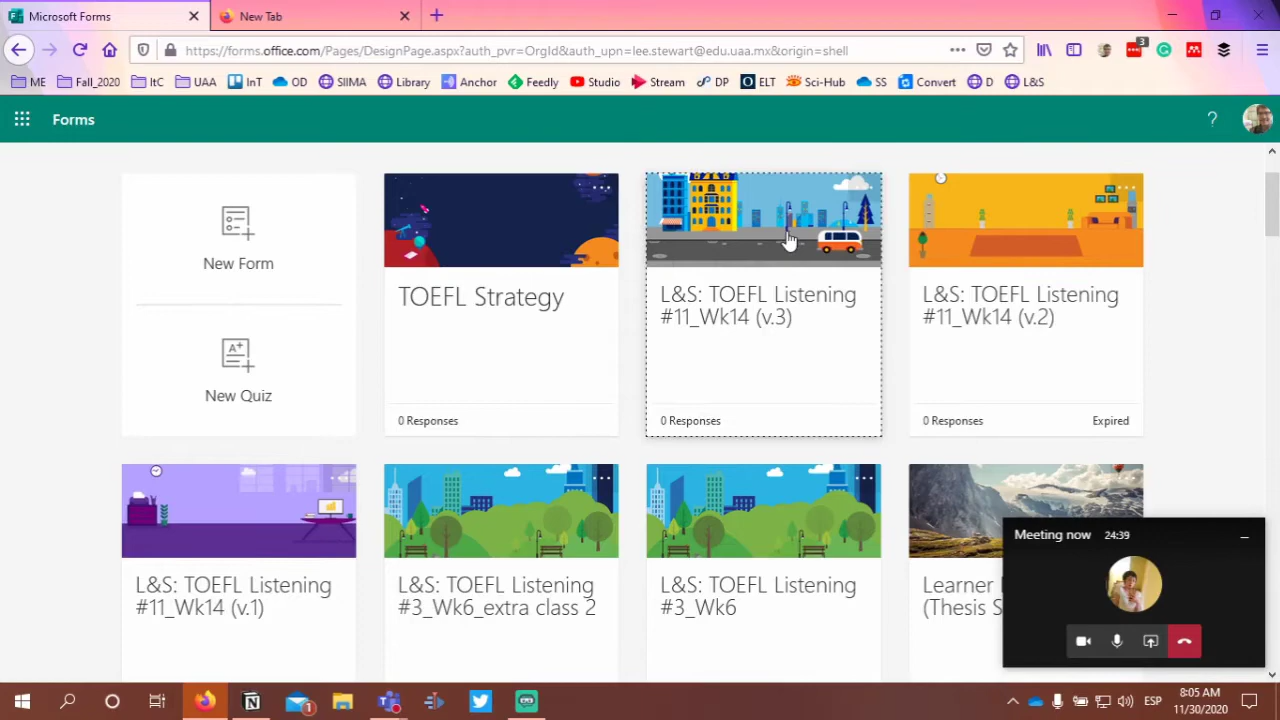 Microsoft Forms
New Tab
https://forms.office.com/Pages/DesignPage.aspx?auth_pvr=OrgId&auth_upn=lee.stewart@edu.uaa.mx&origin=shell
3
ME
Fall_2020
ItC
UAA
InT
OD
SIIMA
Library
Anchor
Feedly
Studio
Stream
DP
ELT
Sci-Hub
SS
Convert
D
L&S
Forms
?
New Form
A+
New Quiz
TOEFL Strategy
0 Responses
L&S: TOEFL Listening
#11_Wk14 (v.3)
0 Responses
L&S: TOEFL Listening
#11_Wk14 (v.2)
0 Responses
Expired
L&S: TOEFL Listening
#11_Wk14 (v.1)
L&S: TOEFL Listening
#3_Wk6_extra class 2
L&S: TOEFL Listening
#3_Wk6
Learner
(Thesis S
Meeting now
24:39
1
ESP
8:05 AM
11/30/2020